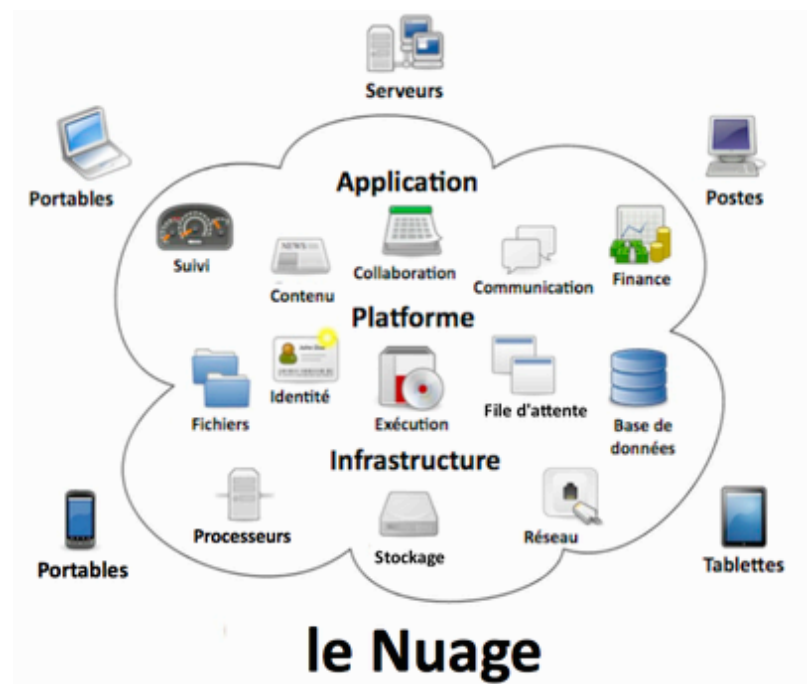 Serveurs
Portables
Postes
Application
Suivi
Contenu
Collaboration
Communication
Finance
Platforme
Fichiers
Identité
Exécution
File d'attente
Base de
données
Infrastructure
Processeurs
Stockage
Réseau
Portables
Tablettes
le Nuage